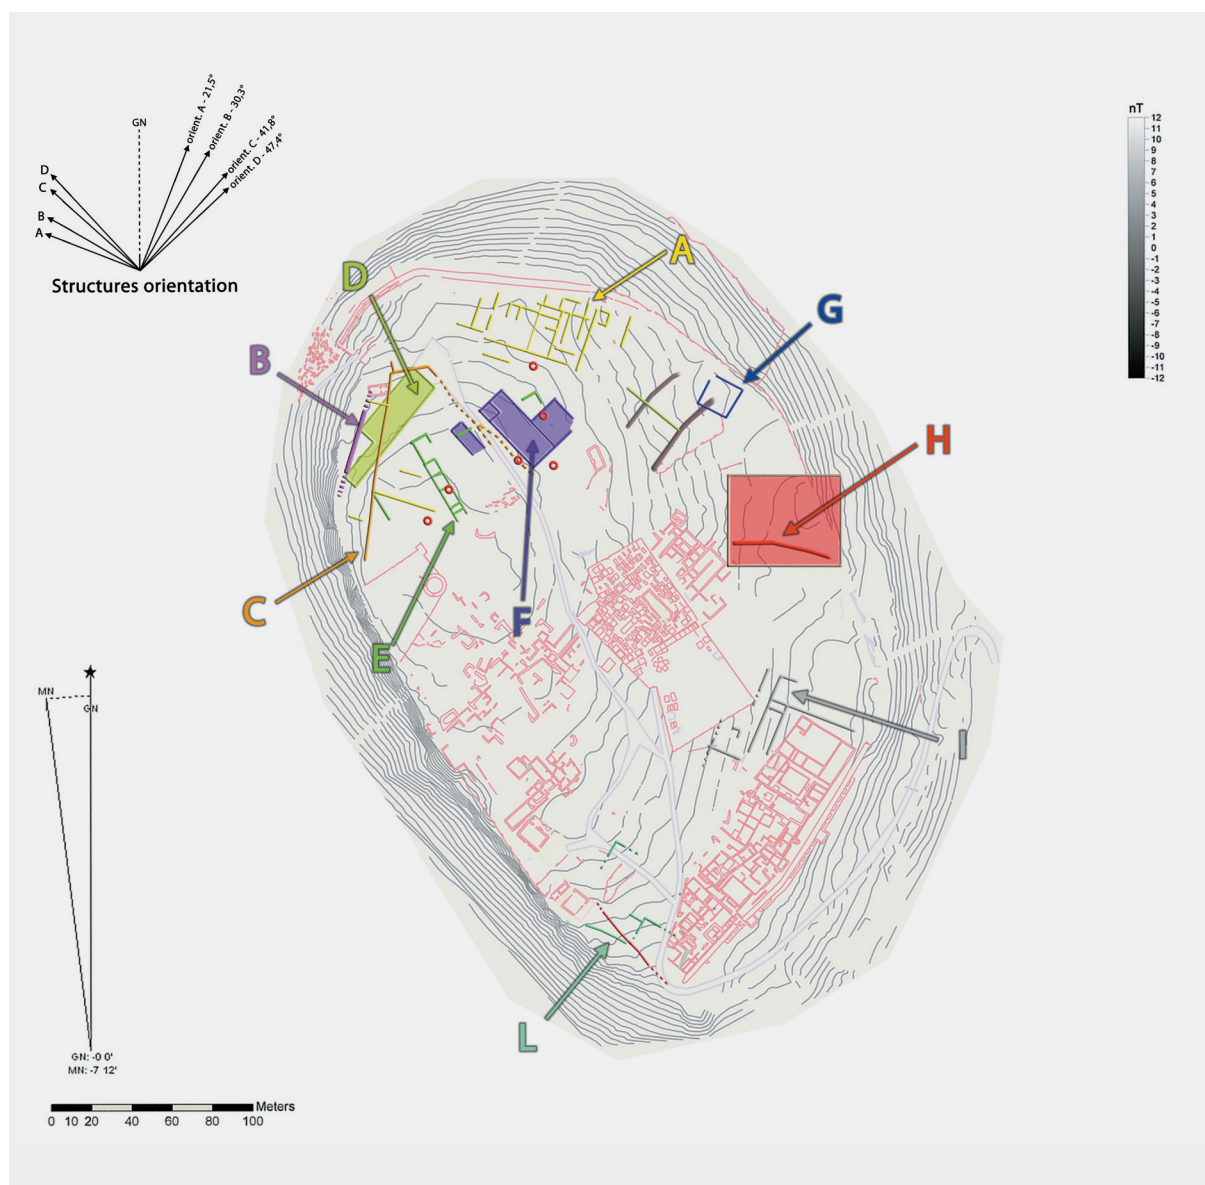 GN
orient. A - 21,5°
orient. B - 30,3°
orient. C - 41,8°
orient. D - 47,4°
D
C
B
A
Structures orientation
nT
12
11
10
9
8
6
5
3
2
1
0
-1
-2
-3
-4
-5
-6
-7
-8
-9
-10
-11
-12
A
D
G
B
H
C
F
E
I
L
MN
GN
GN: -0 0'
MN: -7 12'
Meters
0 10 20 40 60 80 100